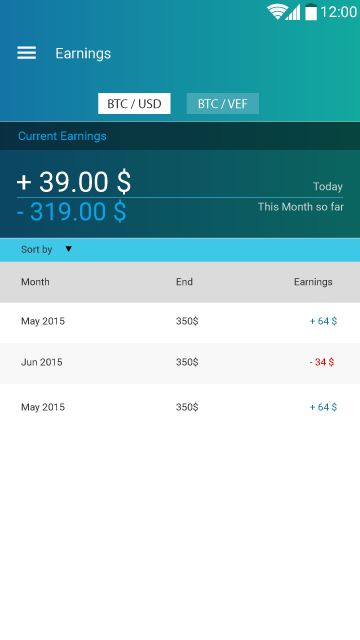 12:00
Earnings
BTC / USD BTC / VEF
Current Earnings
+ 39.00 $ Today
- 319.00 $ This Month so far
Sort by
Month End Earnings
May 2015 350$ + 64 $
Jun 2015 350$ - 34 $
May 2015 350$ + 64 $